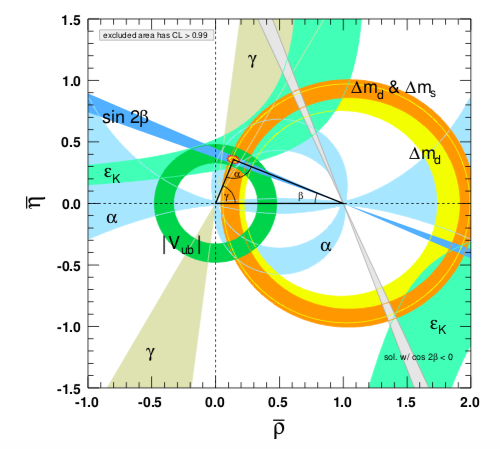 1.5
excluded area has CL > 0.99
γ
1.0
Δm_d & Δm_s
sin 2β
0.5
Δm_d
ε_K
α
α
γ
β
0.0
η̅
|V_ub|
α
-0.5
ε_K
-1.0
γ
sol. w/ cos 2β < 0
-1.5
-1.0 -0.5 0.0 0.5 1.0 1.5 2.0
ρ̅